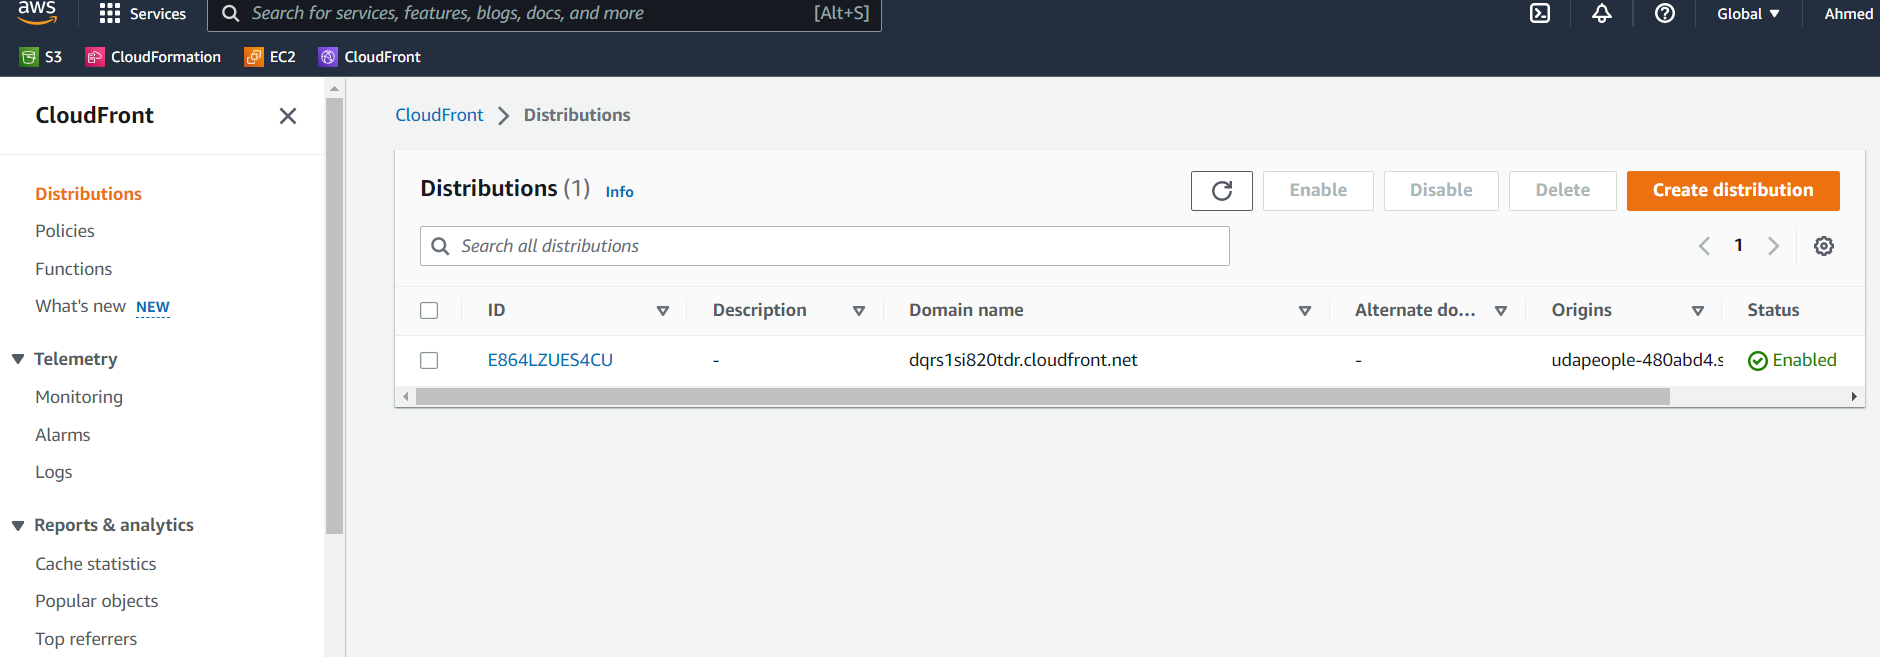 aws
Services
Search for services, features, blogs, docs, and more
[Alt+S]
Global
Ahmed
S3
CloudFormation
EC2
CloudFront
CloudFront
Distributions
Policies
Functions
What's new NEW
Telemetry
Monitoring
Alarms
Logs
Reports & analytics
Cache statistics
Popular objects
Top referrers
CloudFront > Distributions
Distributions (1) Info
Enable
Disable
Delete
Create distribution
Search all distributions
1
ID
Description
Domain name
Alternate do...
Origins
Status
E864LZUES4CU
-
dqrs1si820tdr.cloudfront.net
-
udapeople-480abd4.s
Enabled